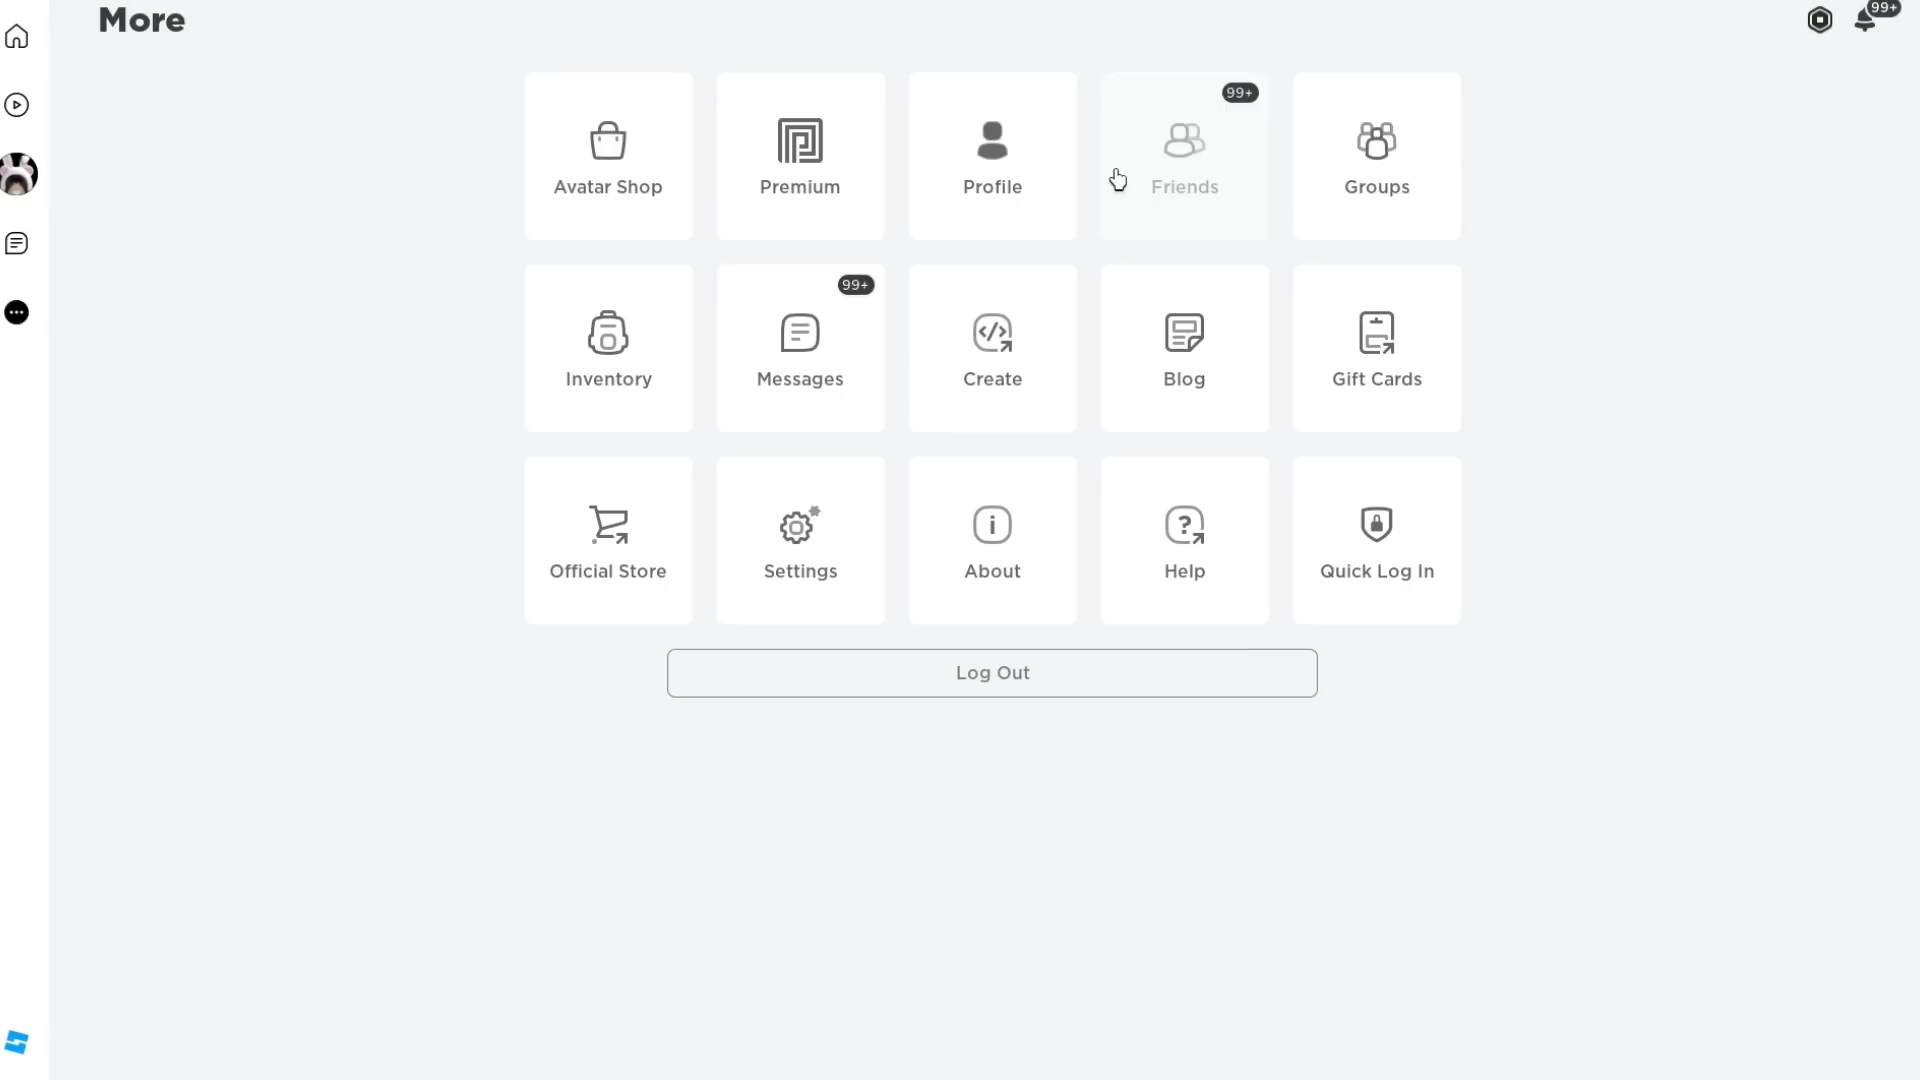 More
99+
99+
Avatar Shop
Premium
Profile
Friends
Groups
99+
Inventory
Messages
Create
Blog
Gift Cards
Official Store
Settings
About
Help
Quick Log In
Log Out